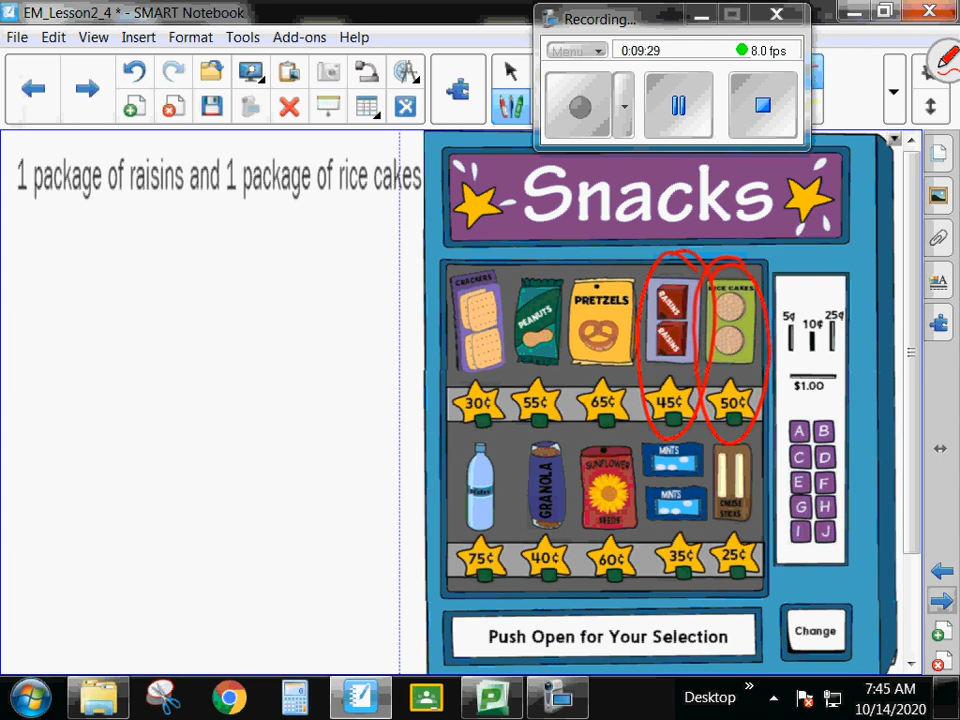 EM_Lesson2_4 * - SMART Notebook
Recording...
File Edit View Insert Format Tools Add-ons Help
Menu
0:09:29
8.0 fps
1 package of raisins and 1 package of rice cakes
Snacks
CRACKERS
PEANUTS
PRETZELS
RAISINS
RAISINS
RICE CAKES
5¢ 10¢ 25¢
$1.00
30¢ 55¢ 65¢ 45¢ 50¢
A B
C D
E F
G H
I J
GRANOLA
SUNFLOWER
SEEDS
MINTS
MINTS
CHEESE
STICKS
75¢ 40¢ 60¢ 35¢ 25¢
Push Open for Your Selection
Change
Desktop
7:45 AM
10/14/2020